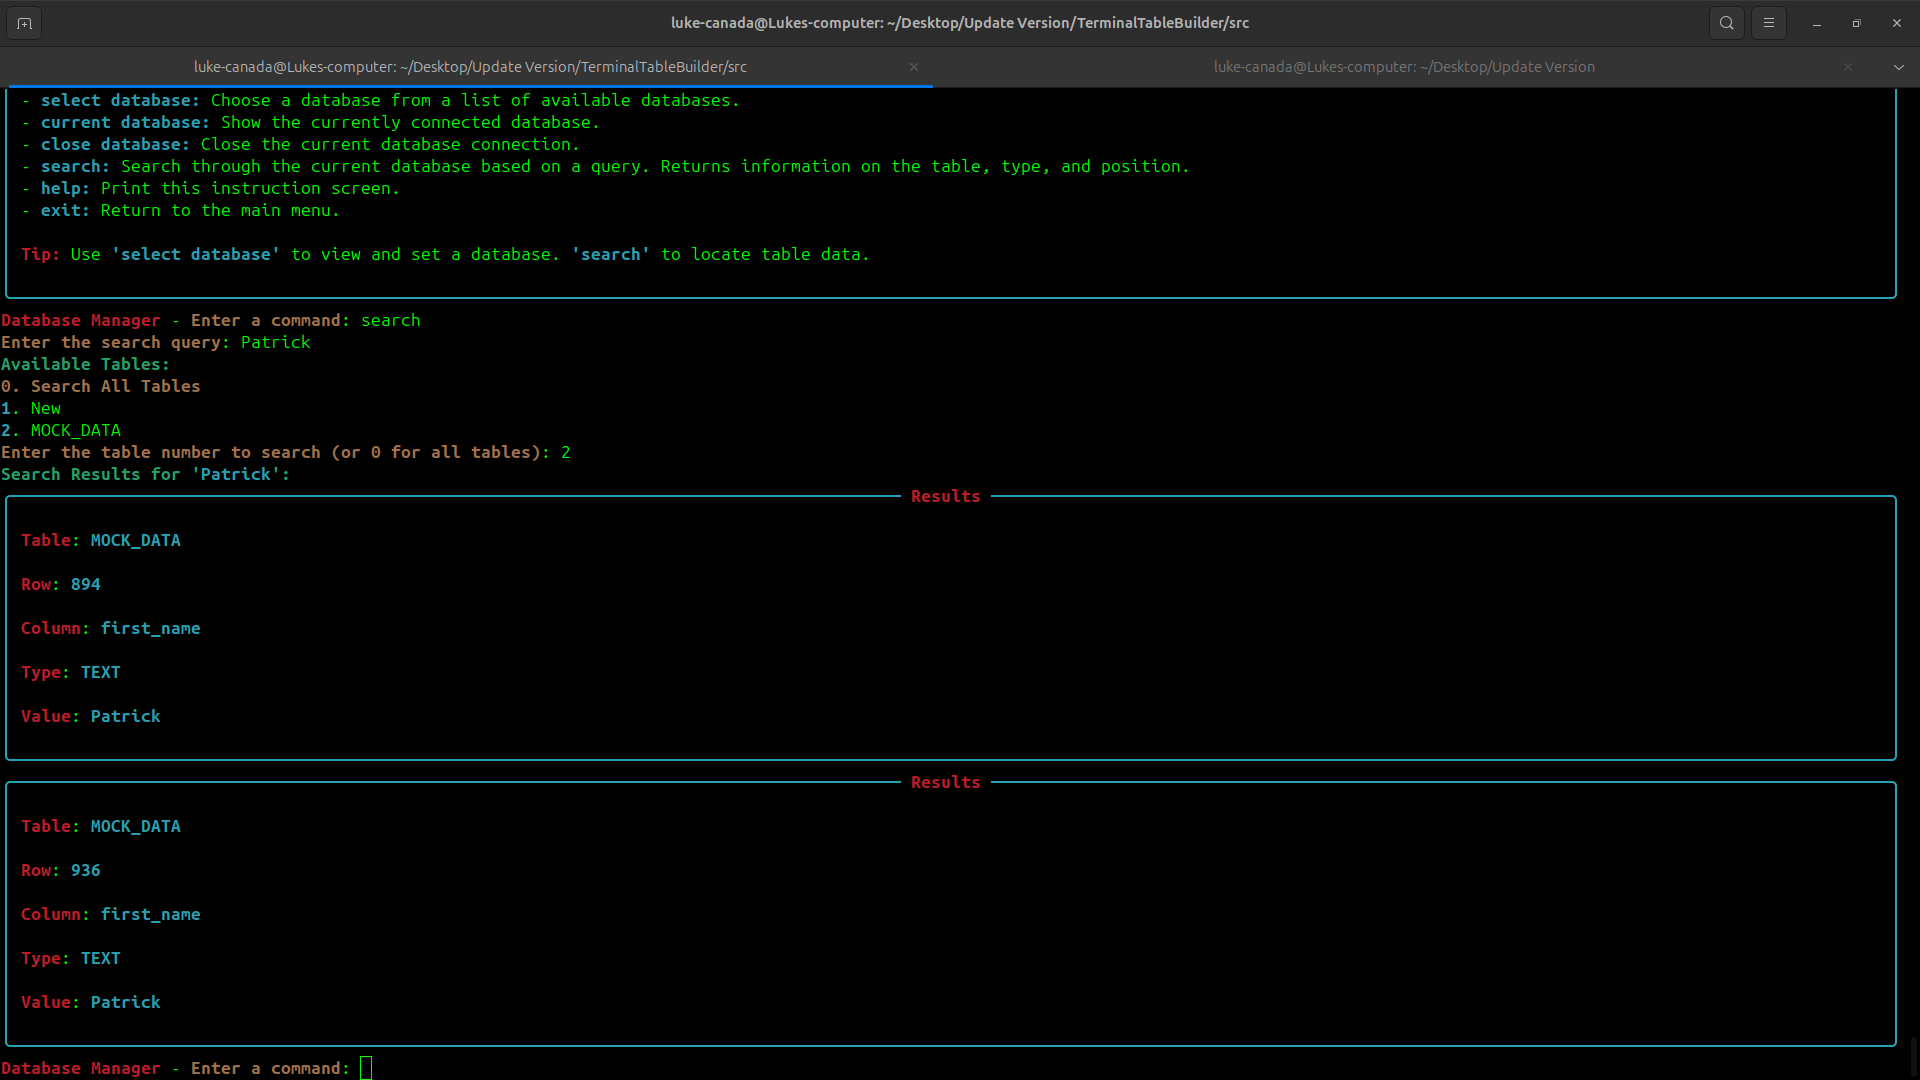 luke-canada@Lukes-computer: ~/Desktop/Update Version/TerminalTableBuilder/src
luke-canada@Lukes-computer: ~/Desktop/Update Version/TerminalTableBuilder/src
luke-canada@Lukes-computer: ~/Desktop/Update Version
- select database: Choose a database from a list of available databases.
- current database: Show the currently connected database.
- close database: Close the current database connection.
- search: Search through the current database based on a query. Returns information on the table, type, and position.
- help: Print this instruction screen.
- exit: Return to the main menu.
Tip: Use 'select database' to view and set a database. 'search' to locate table data.
Database Manager - Enter a command: search
Enter the search query: Patrick
Available Tables:
0. Search All Tables
1. New
2. MOCK_DATA
Enter the table number to search (or 0 for all tables): 2
Search Results for 'Patrick':
Results
Table: MOCK_DATA
Row: 894
Column: first_name
Type: TEXT
Value: Patrick
Results
Table: MOCK_DATA
Row: 936
Column: first_name
Type: TEXT
Value: Patrick
Database Manager - Enter a command: